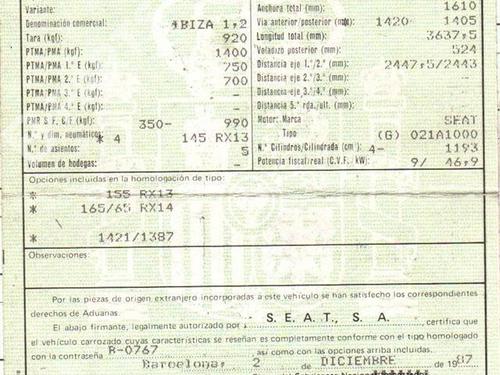 Variante: – Anchura total (mm): 1610
Denominación comercial: *IBIZA 1,2 Vía anterior/posterior (mm): 1420 1405
Tara (kgf): 920 Longitud total (mm): 3637,5
PTMA/PMA (kgf): 1400 Voladizo posterior (mm): 524
PTMA/PMA 1.º E (kgf): 750 Distancia eje 1.º/2.º (mm): 2447,5/2443
PTMA/PMA 2.º E (kgf): 700 Distancia eje 2.º/3.º (mm): –
PTMA/PMA 3.º E (kgf): – Distancia eje 3.º/4.º (mm): –
PTMA/PMA 4.º E (kgf): – Distancia 5.ª rda./ult. (mm): –
PMR S. F. C/F (kgf): 350- 990 Motor: Marca SEAT
N.º y dim. neumáticos: * 4 145 RX13 Tipo (G) 021A1000
N.º de asientos: 5 N.º Cilindros/Cilindrada (cm³): 4- 1193
Volumen de bodegas: – Potencia fiscal/real (C.V.F. kW): 9/ 46,9
Opciones incluidas en la homologación de tipo:
* 155 RX13
* 165/65 RX14
* 1421/1387
Observaciones:
Por las piezas de origen extranjero incorporadas a este vehículo se han satisfecho los correspondientes
derechos de Aduanas.
El abajo firmante, legalmente autorizado por S. E. A. T., S. A. , certifica que
el vehículo carrozado cuyas características se reseñan es completamente conforme con el tipo homologado
con la contraseña B-0767 , así como con las opciones arriba incluidas.
Barcelona, 2 de DICIEMBRE de 1987